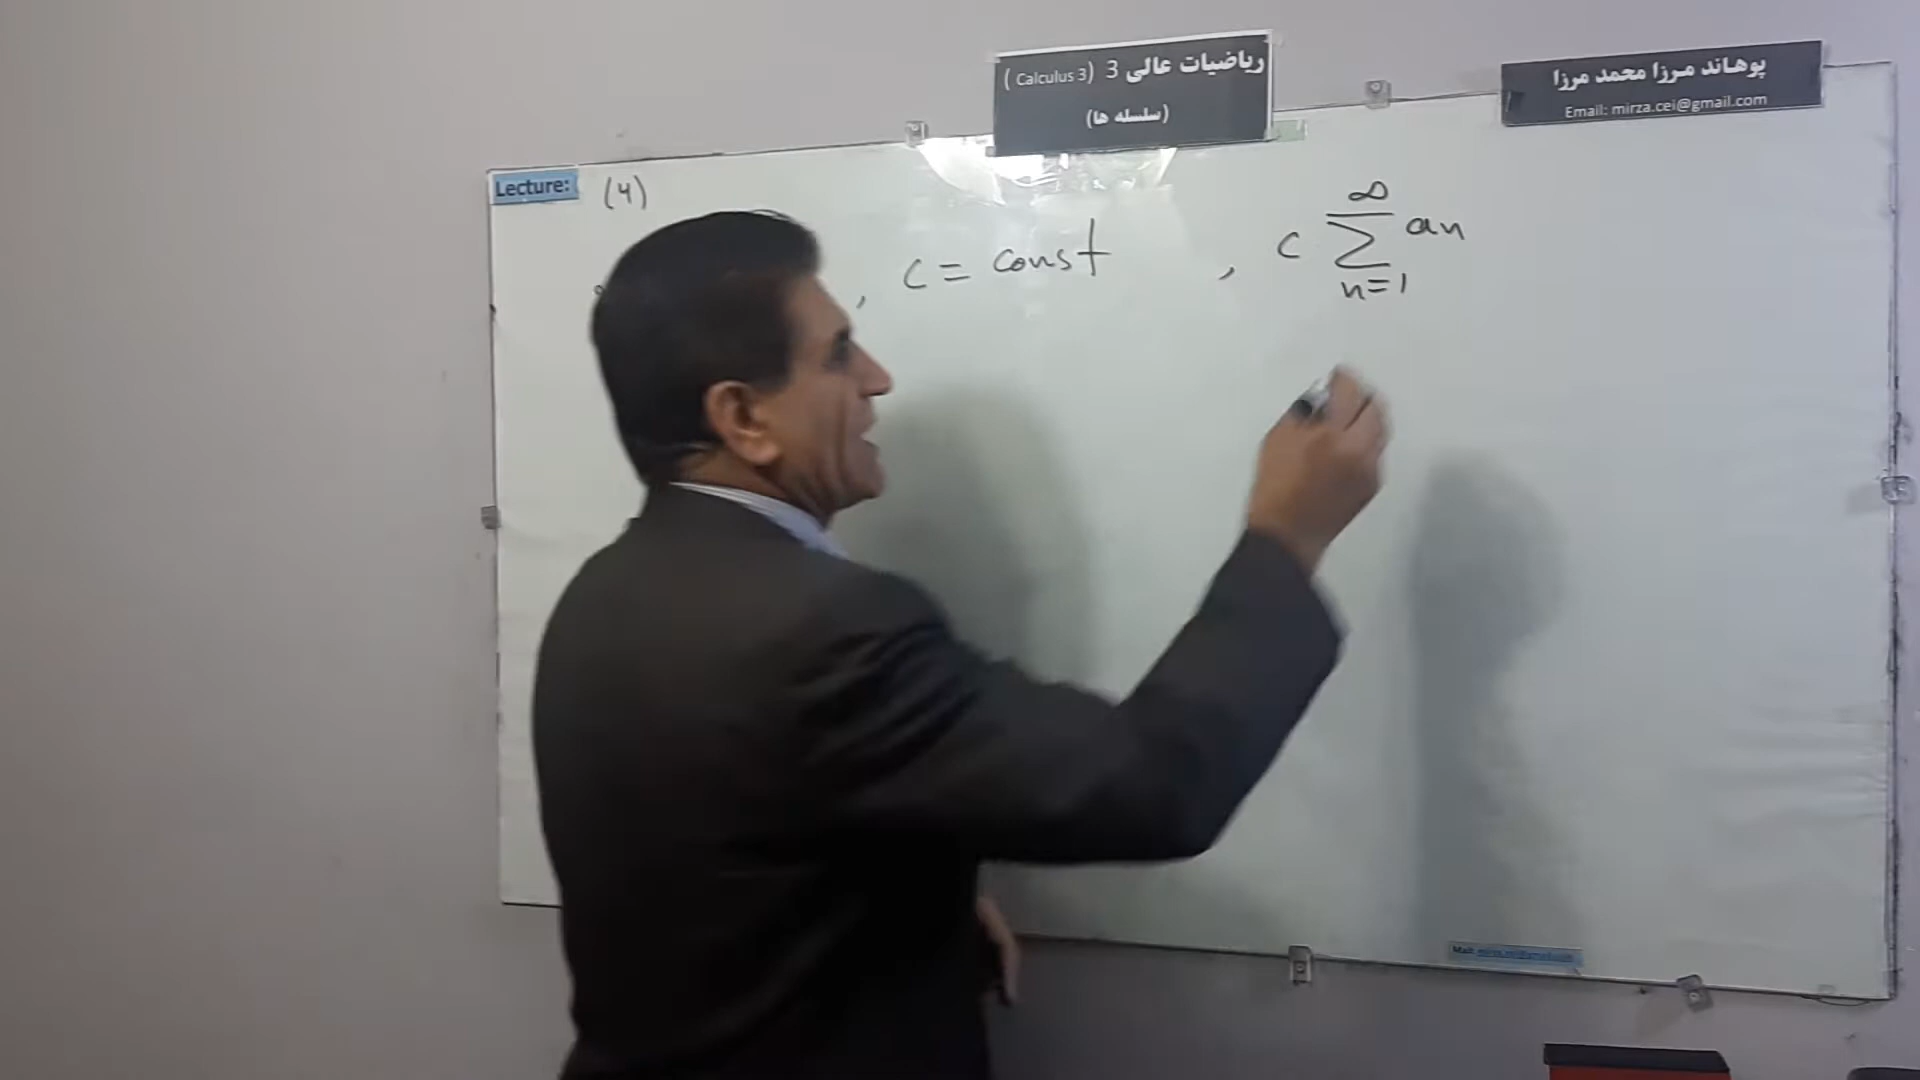 ریاضیات عالی 3 (Calculus 3)
(سلسله ها)
پوهاند مرزا محمد مرزا
Email: mirza.cei@gmail.com
Lecture: (4)
, c = const , c ∑_{n=1}^{∞} an